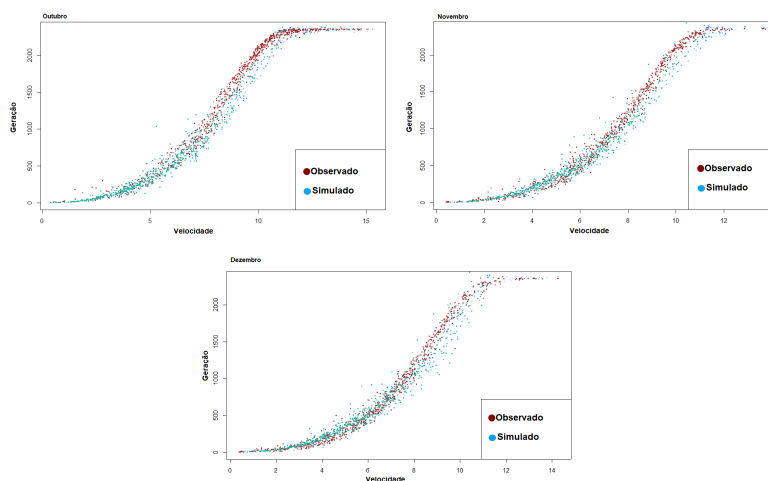 Outubro
Geração
0
500
1000
1500
2000
Observado
Simulado
0
5
10
15
Velocidade
Novembro
Geração
0
500
1000
1500
2000
Observado
Simulado
0
2
4
6
8
10
12
Velocidade
Dezembro
Geração
0
500
1000
1500
2000
Observado
Simulado
0
2
4
6
8
10
12
14
Velocidade